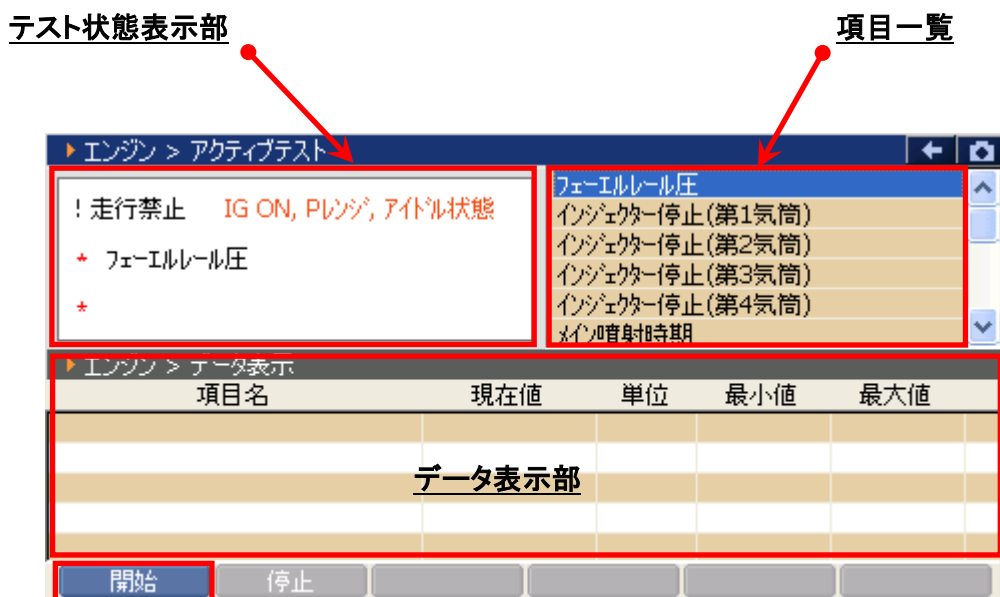 テスト状態表示部
項目一覧
エンジン > アクティブテスト
! 走行禁止 IG ON, Pレンジ, アイドル状態
* フェーエルレール圧
*
フェーエルレール圧
インジェクター停止(第1気筒)
インジェクター停止(第2気筒)
インジェクター停止(第3気筒)
インジェクター停止(第4気筒)
メイン噴射時期
エンジン > データ表示
項目名 現在値 単位 最小値 最大値
データ表示部
開始 停止